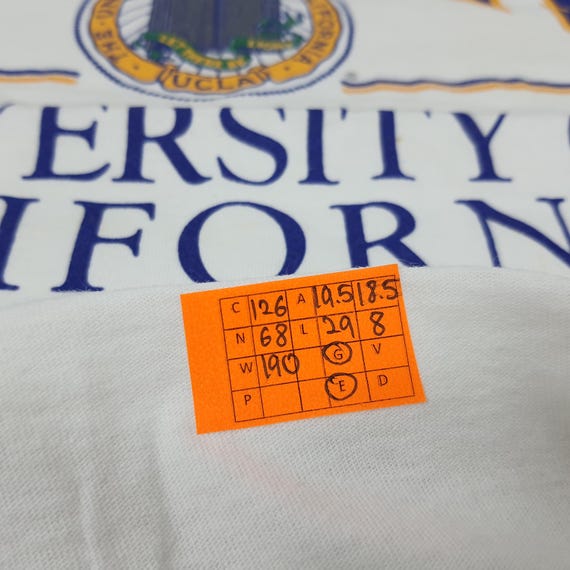 UCLA
VERSITY
IFORN
C 126 A 19.5 18.5
N 68 L 29 8
W 190 G V
P E D